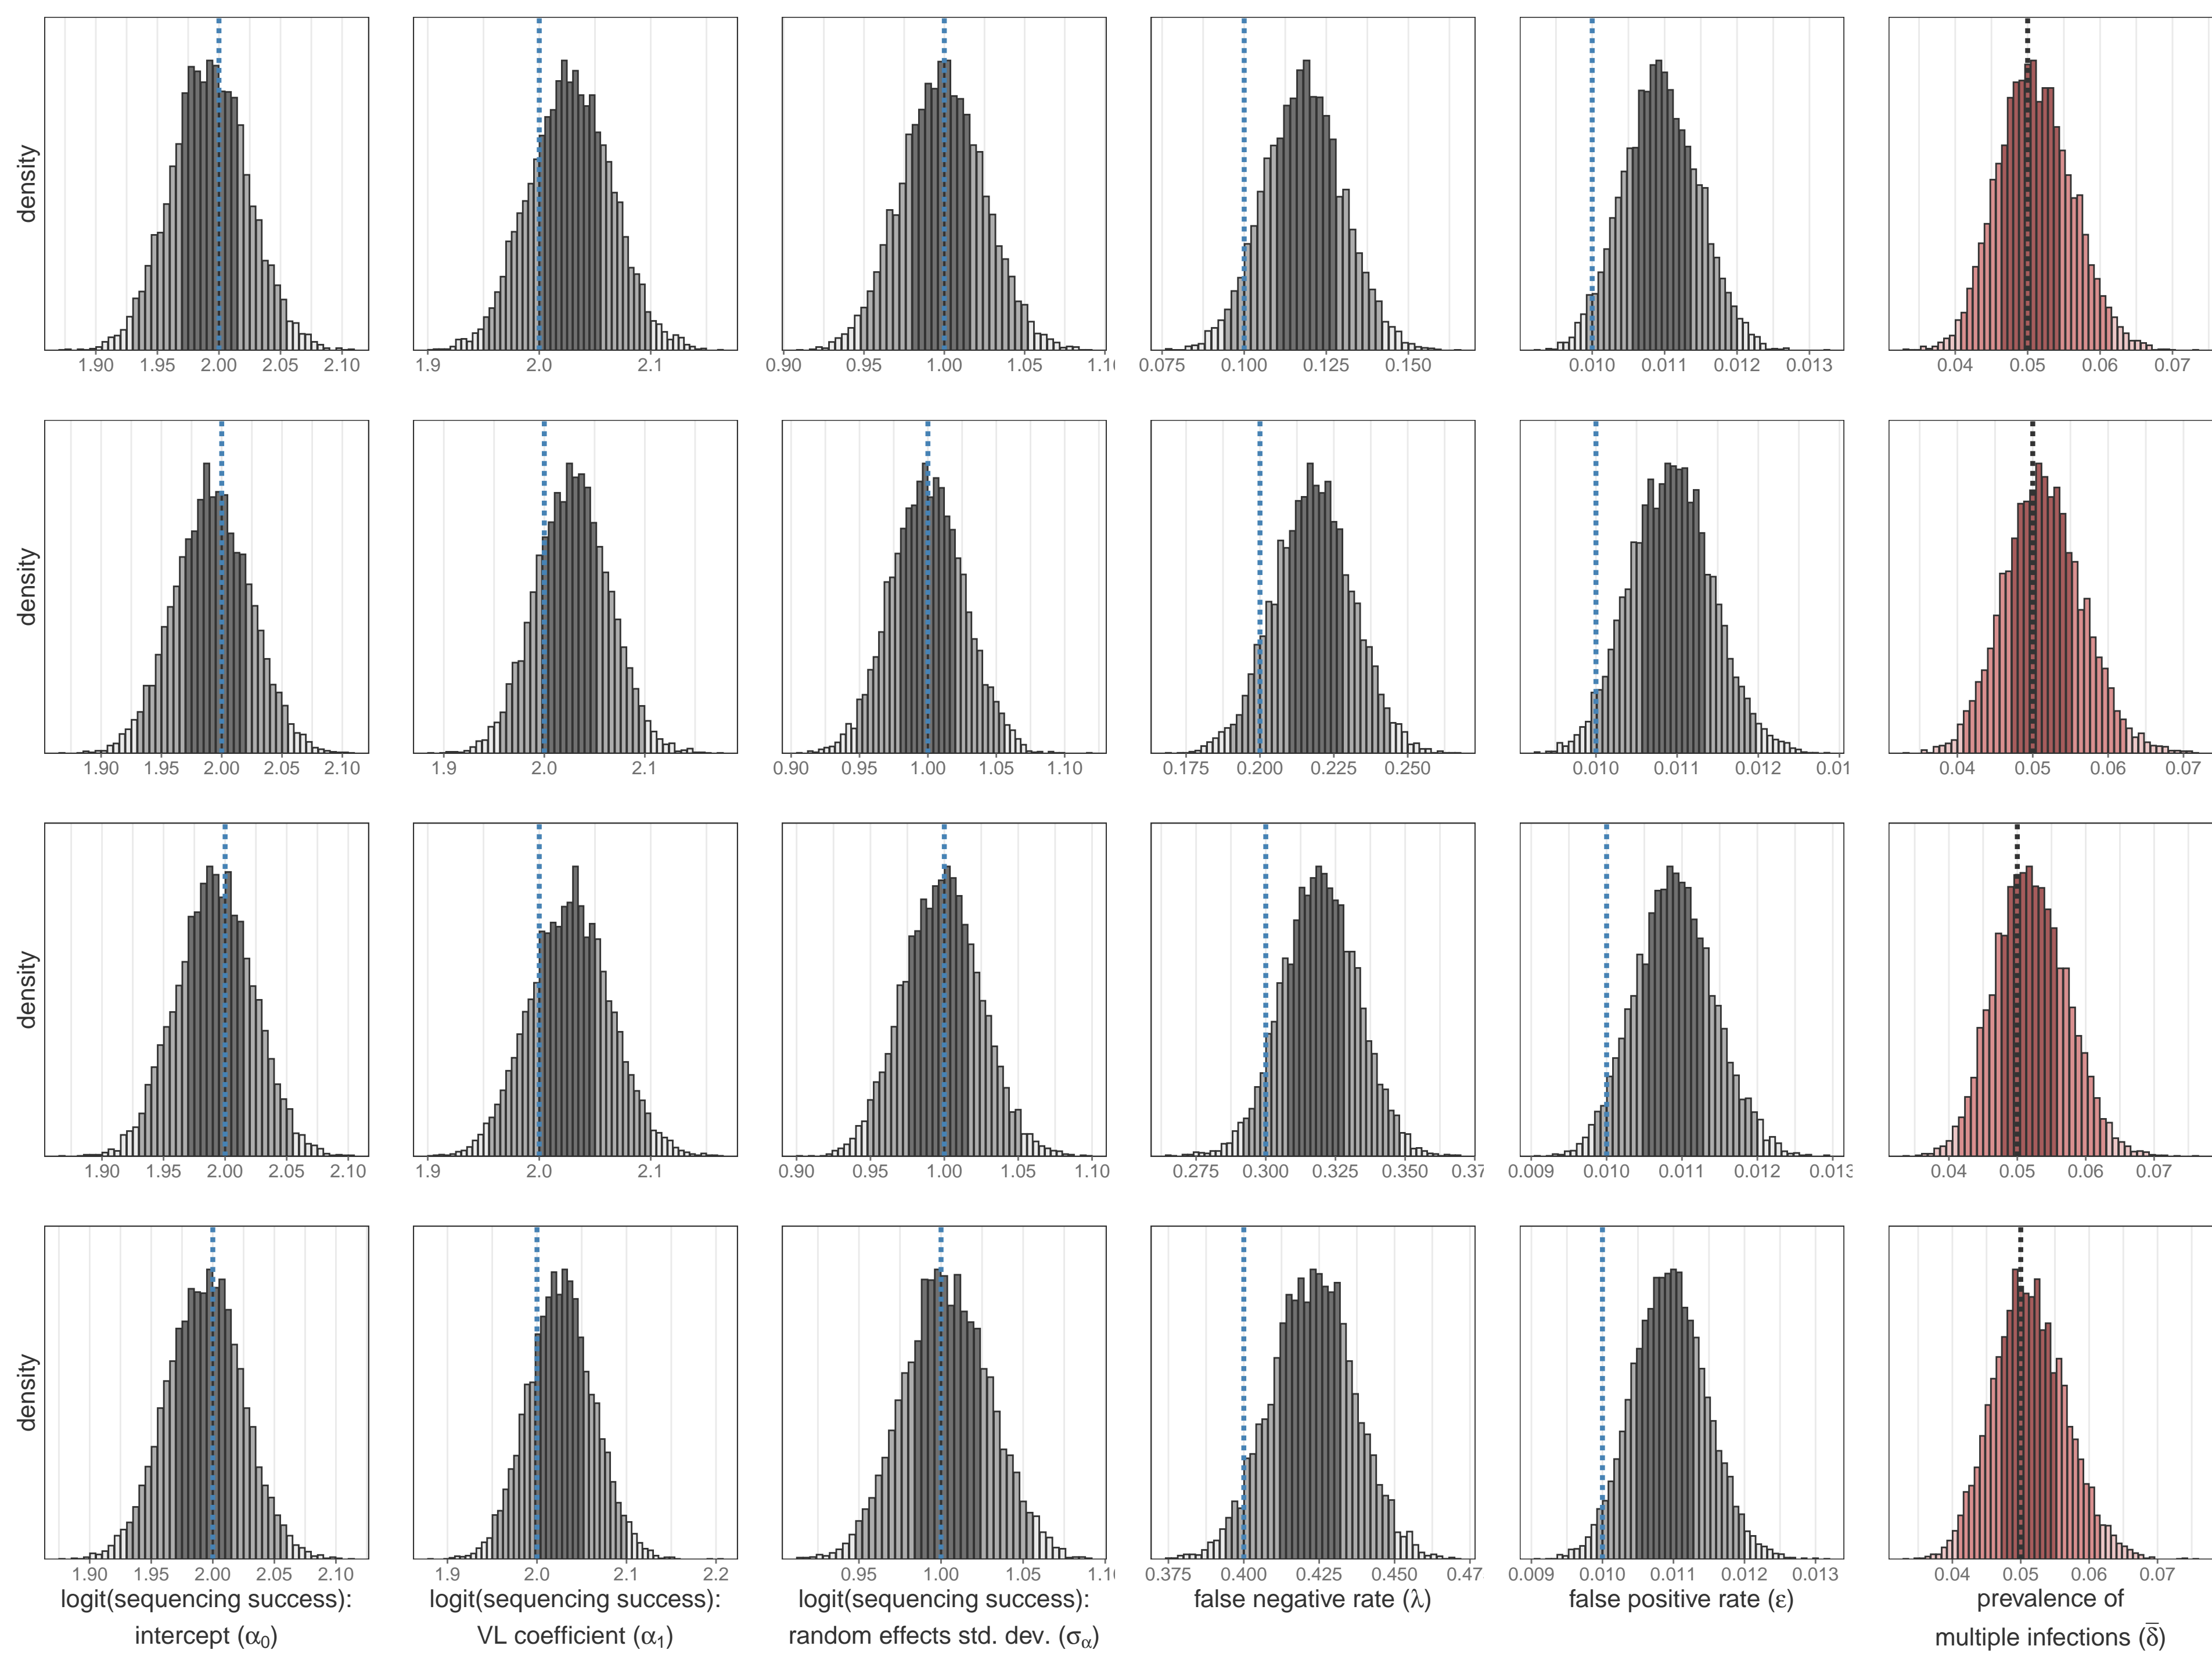 density
1.90 1.95 2.00 2.05 2.10
1.9 2.0 2.1
0.90 0.95 1.00 1.05
0.075 0.100 0.125 0.150
0.010 0.011 0.012 0.013
0.04 0.05 0.06 0.07
density
1.90 1.95 2.00 2.05 2.10
1.9 2.0 2.1
0.90 0.95 1.00 1.05 1.10
0.175 0.200 0.225 0.250
0.010 0.011 0.012
0.04 0.05 0.06 0.07
density
1.90 1.95 2.00 2.05 2.10
1.9 2.0 2.1
0.90 0.95 1.00 1.05 1.10
0.275 0.300 0.325 0.350
0.009 0.010 0.011 0.012
0.04 0.05 0.06 0.07
density
1.90 1.95 2.00 2.05 2.10
1.9 2.0 2.1 2.2
0.95 1.00 1.05
0.375 0.400 0.425 0.450
0.009 0.010 0.011 0.012 0.013
0.04 0.05 0.06 0.07
logit(sequencing success):
intercept (α₀)
logit(sequencing success):
VL coefficient (α₁)
logit(sequencing success):
random effects std. dev. (σα)
false negative rate (λ)
false positive rate (ε)
prevalence of
multiple infections (δ̅)